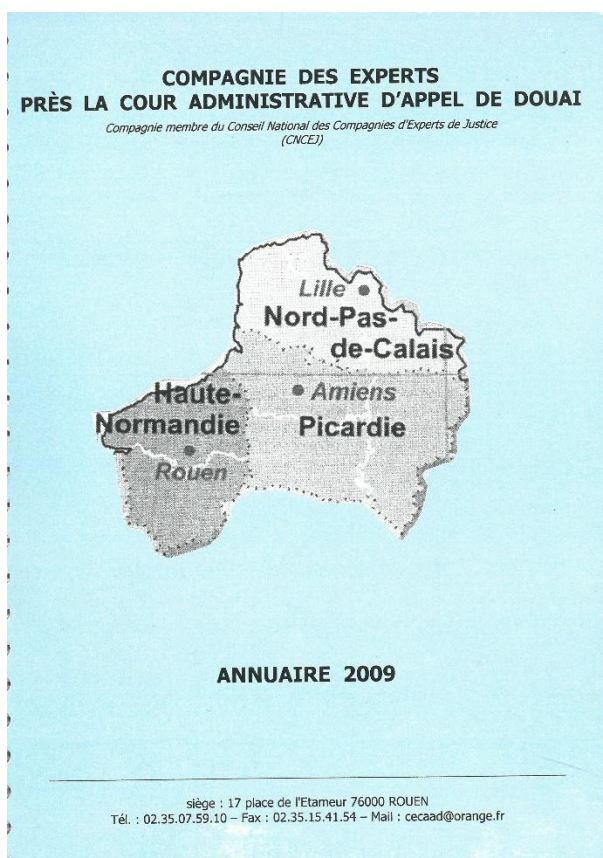 COMPAGNIE DES EXPERTS
PRÈS LA COUR ADMINISTRATIVE D'APPEL DE DOUAI
Compagnie membre du Conseil National des Compagnies d'Experts de Justice
(CNCEJ)
Lille
Nord-Pas-
de-Calais
Haute-
Normandie
Amiens
Picardie
Rouen
ANNUAIRE 2009
siège : 17 place de l'Etameur 76000 ROUEN
Tél. : 02.35.07.59.10 – Fax : 02.35.15.41.54 – Mail : cecaad@orange.fr